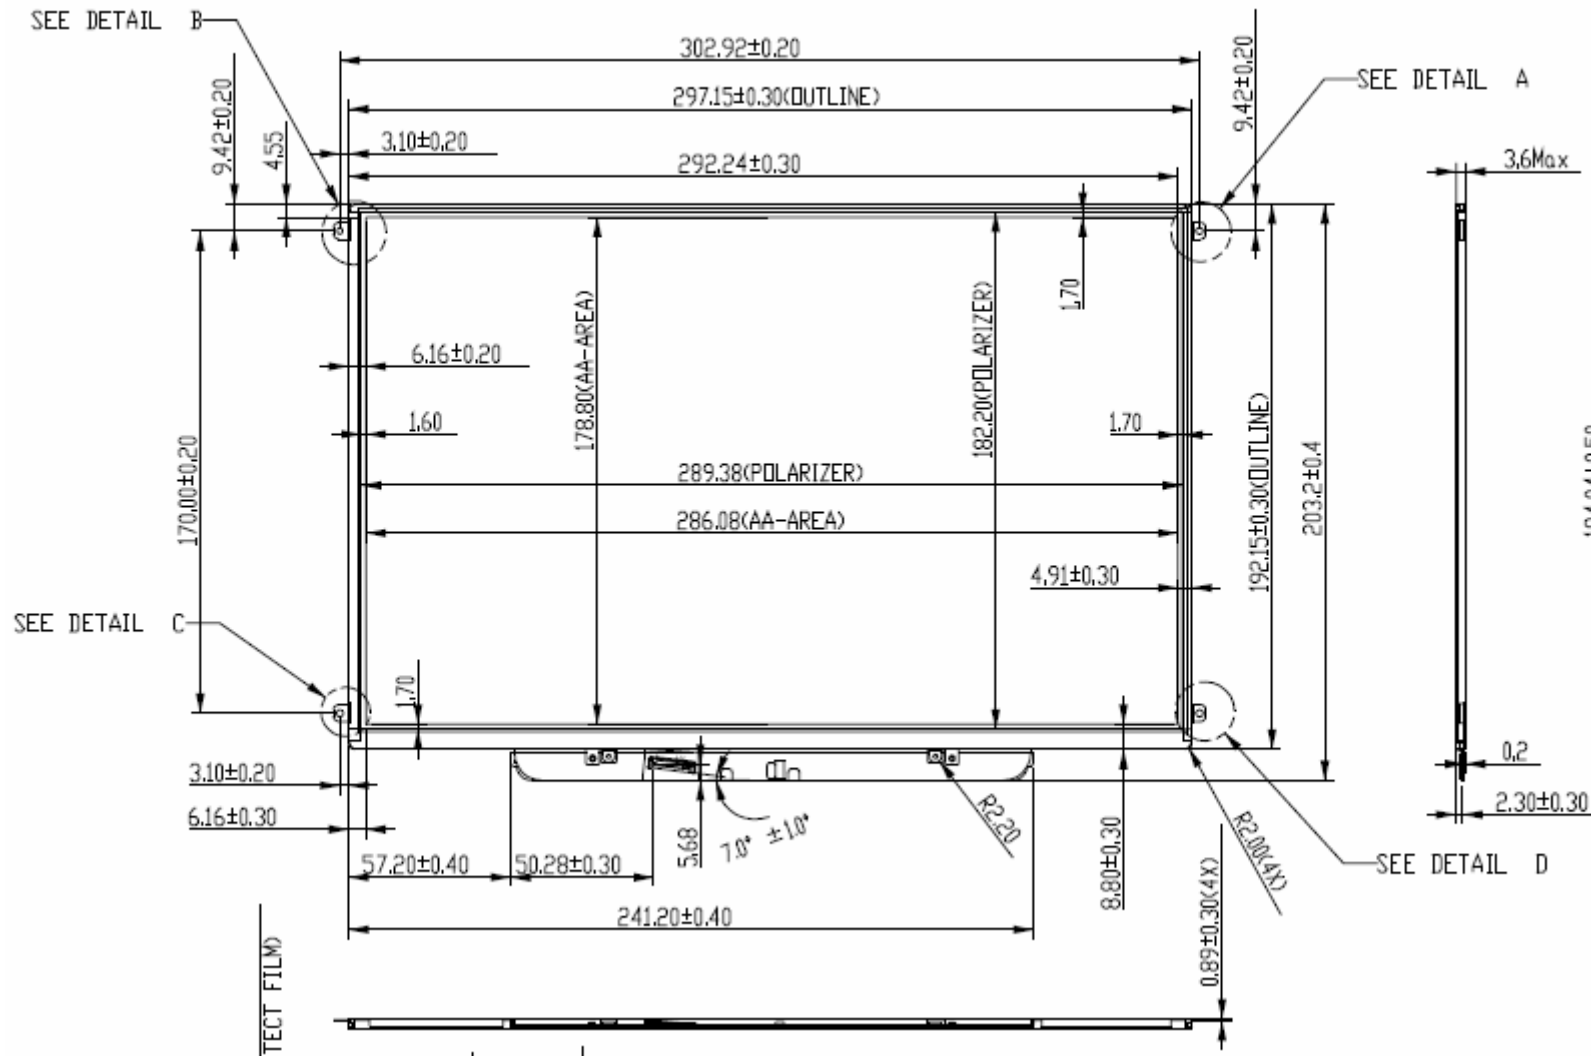 SEE DETAIL B
302.92±0.20
SEE DETAIL A
297.15±0.30(OUTLINE)
9.42±0.20
4.55
3.10±0.20
292.24±0.30
9.42±0.20
3.6Max
1.70
178.80(AA-AREA)
182.20(POLARIZER)
6.16±0.20
1.60
1.70
170.00±0.20
289.38(POLARIZER)
286.08(AA-AREA)
192.15±0.30(OUTLINE)
203.2±0.4
4.91±0.30
SEE DETAIL C
1.70
3.10±0.20
6.16±0.30
0.2
2.30±0.30
57.20±0.40
50.28±0.30
5.68
7.0° ±1.0°
R2.20
8.80±0.30
R2.00(4X)
SEE DETAIL D
241.20±0.40
0.89±0.30(4X)
TECT FILM)